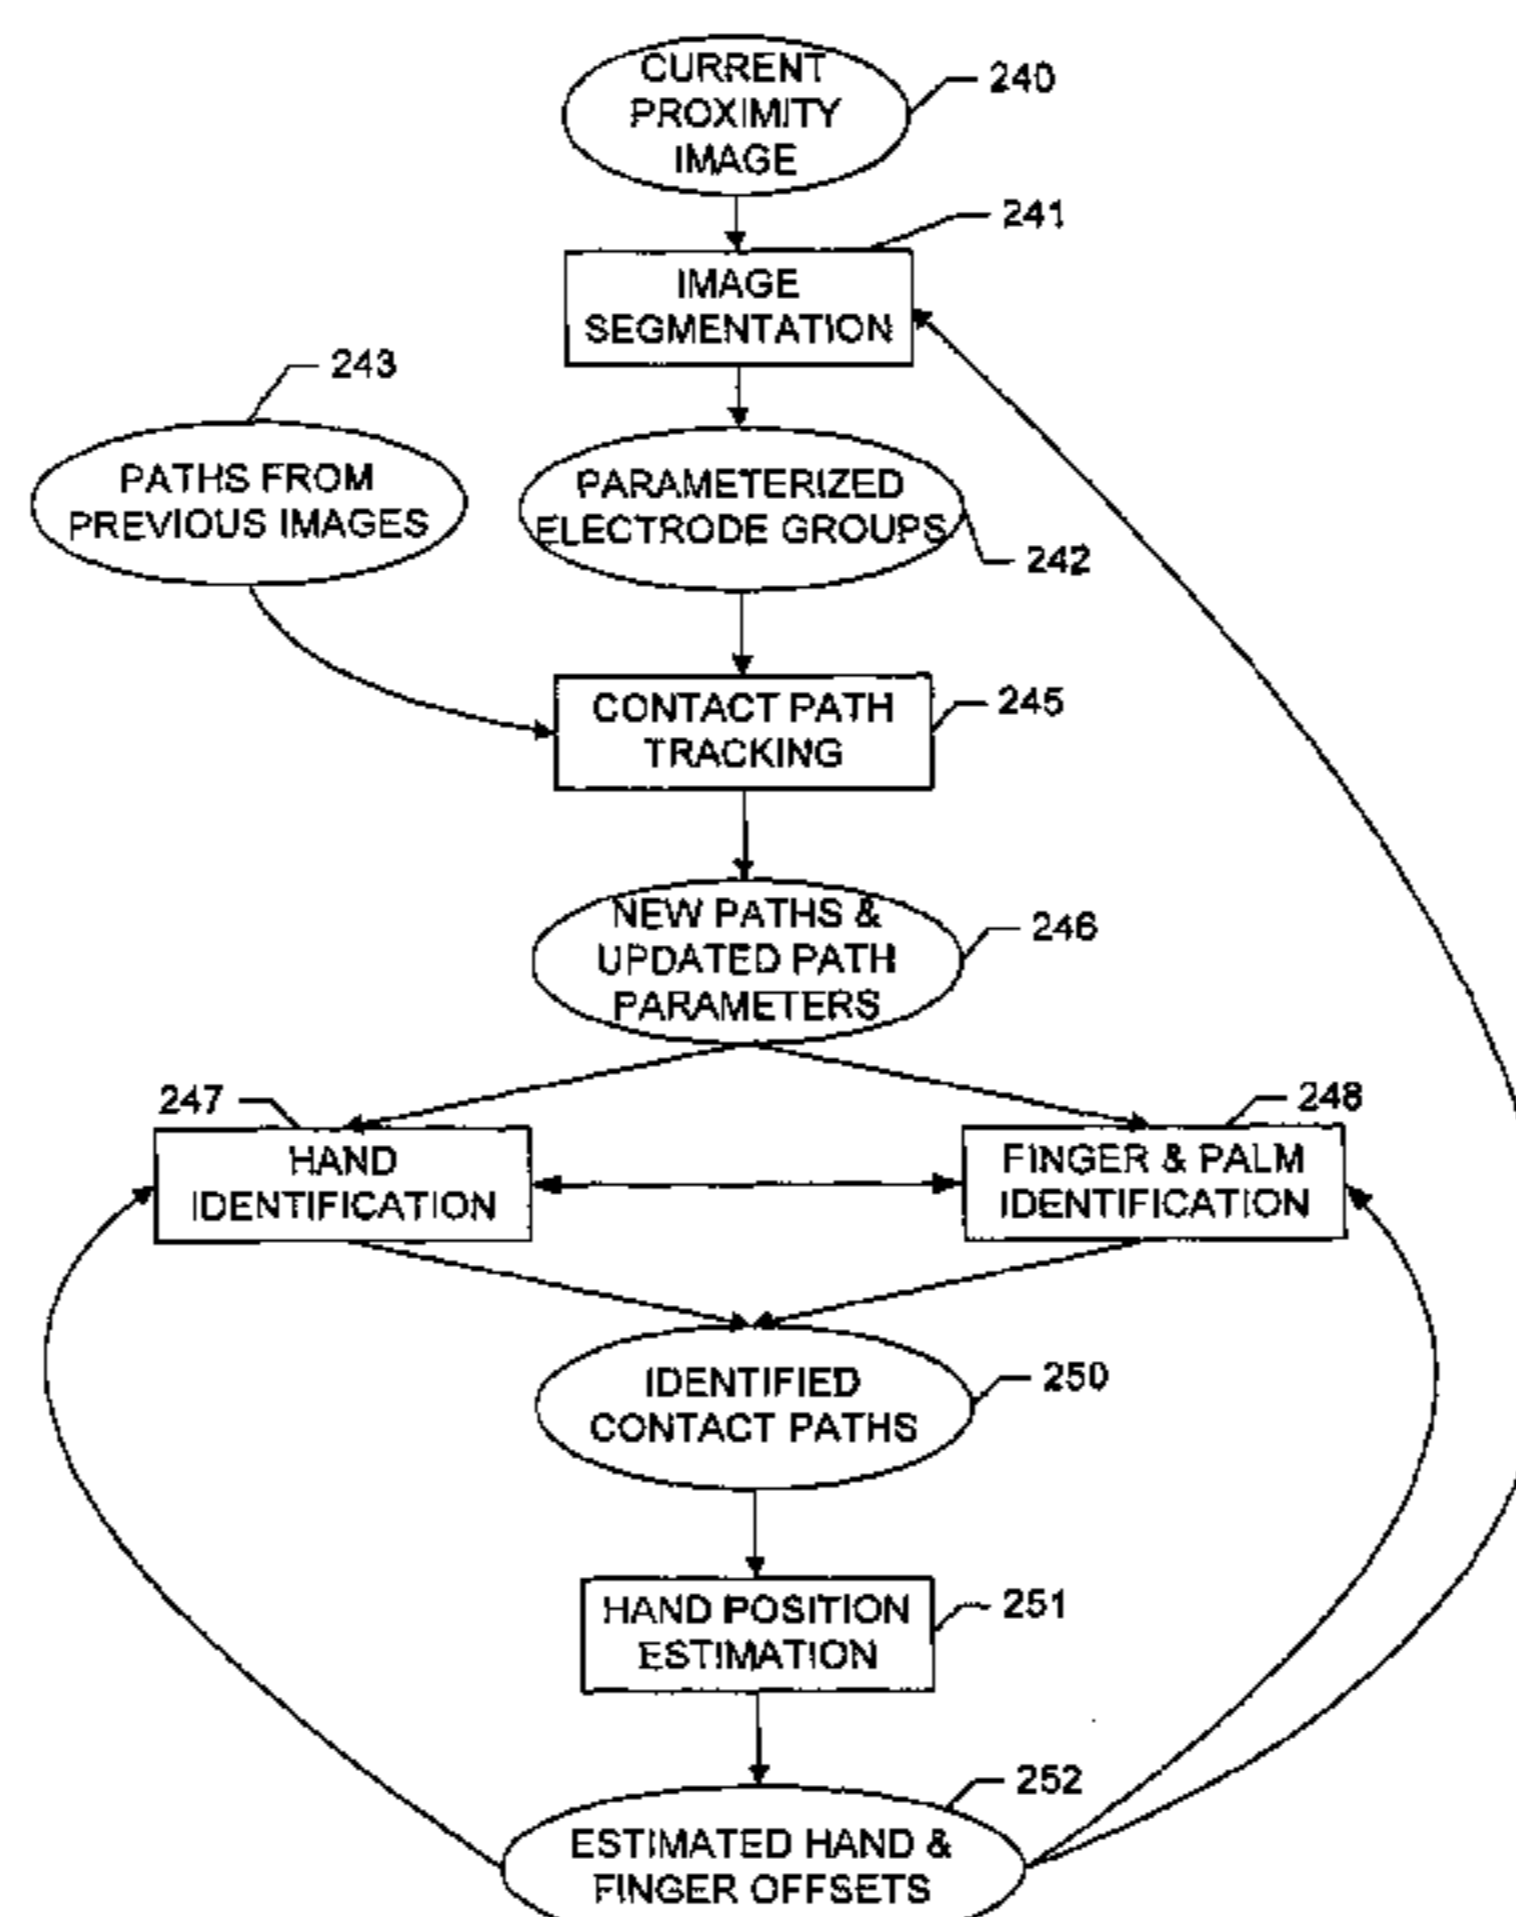 CURRENT
PROXIMITY
IMAGE
240
241
IMAGE
SEGMENTATION
243
PATHS FROM
PREVIOUS IMAGES
PARAMETERIZED
ELECTRODE GROUPS
242
CONTACT PATH
TRACKING
245
NEW PATHS &
UPDATED PATH
PARAMETERS
246
247
HAND
IDENTIFICATION
248
FINGER & PALM
IDENTIFICATION
IDENTIFIED
CONTACT PATHS
250
HAND POSITION
ESTIMATION
251
252
ESTIMATED HAND &
FINGER OFFSETS